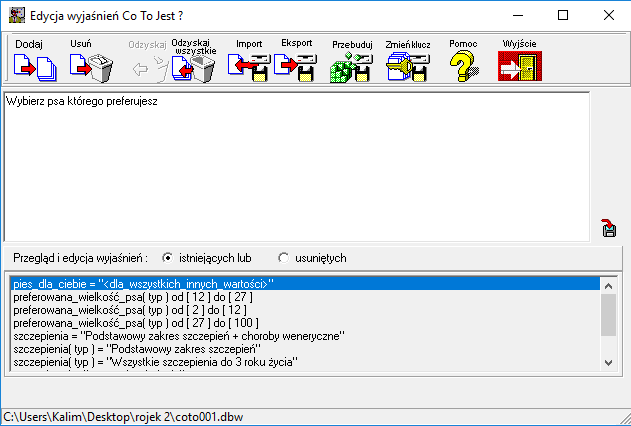 Edycja wyjaśnień Co To Jest ?
Dodaj Usuń Odzyskaj Odzyskaj wszystkie Import Eksport Przebuduj Zmień klucz Pomoc Wyjście
Wybierz psa którego preferujesz
Przegląd i edycja wyjaśnień : istniejących lub usuniętych
pies_dla_ciebie = "<dla_wszystkich_innych_wartości>"
preferowana_wielkość_psa( typ ) od [ 12 ] do [ 27 ]
preferowana_wielkość_psa( typ ) od [ 2 ] do [ 12 ]
preferowana_wielkość_psa( typ ) od [ 27 ] do [ 100 ]
szczepienia = "Podstawowy zakres szczepień + choroby weneryczne"
szczepienia( typ ) = "Podstawowy zakres szczepień"
szczepienia( typ ) = "Wszystkie szczepienia do 3 roku życia"
C:\Users\Kalim\Desktop\rojek 2\coto001.dbw